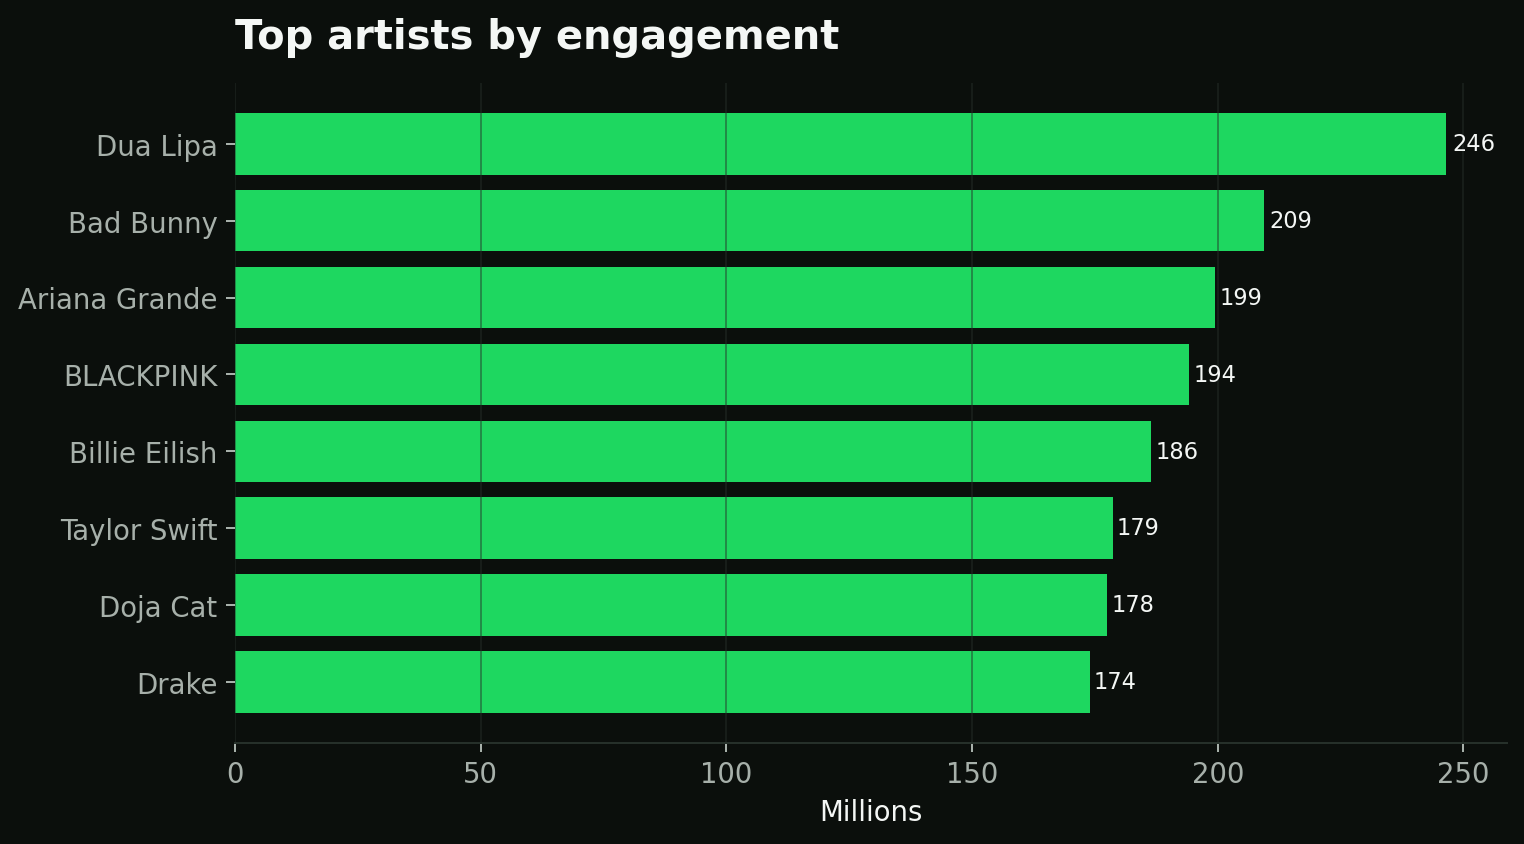 Top artists by engagement
Dua Lipa 246
Bad Bunny 209
Ariana Grande 199
BLACKPINK 194
Billie Eilish 186
Taylor Swift 179
Doja Cat 178
Drake 174
0 50 100 150 200 250
Millions